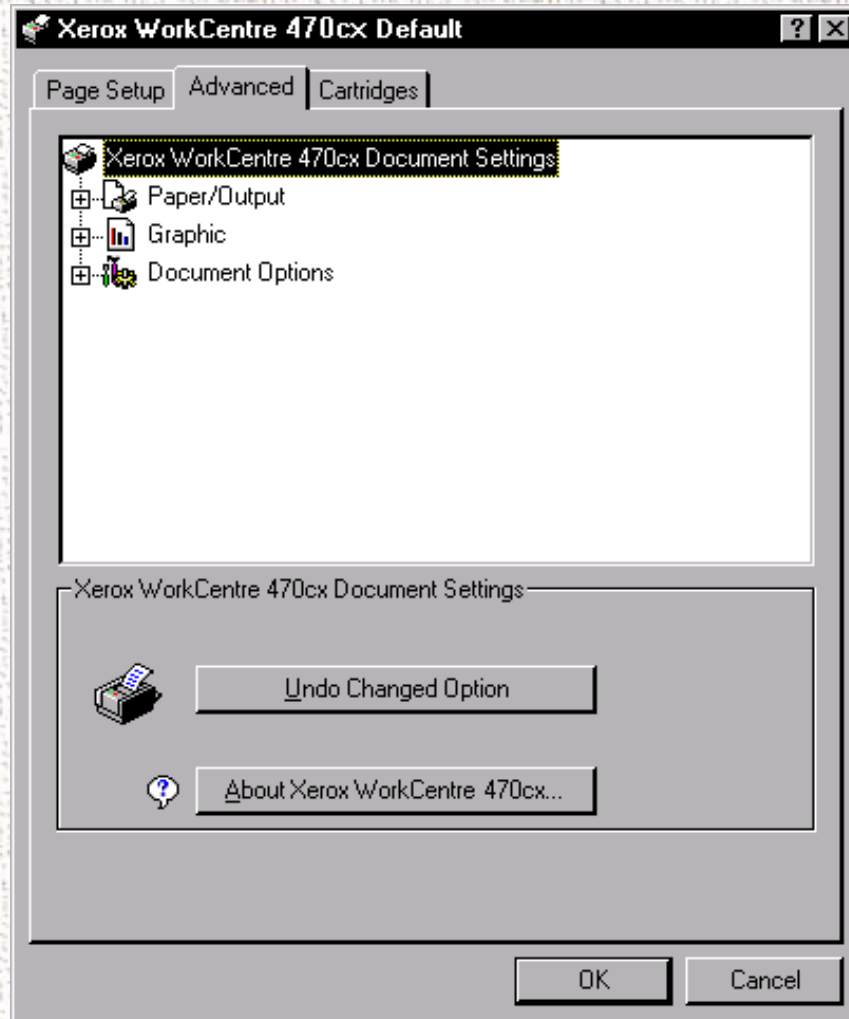 Xerox WorkCentre 470cx Default
Page Setup Advanced Cartridges
Xerox WorkCentre 470cx Document Settings
Paper/Output
Graphic
Document Options
Xerox WorkCentre 470cx Document Settings
Undo Changed Option
About Xerox WorkCentre 470cx...
OK Cancel